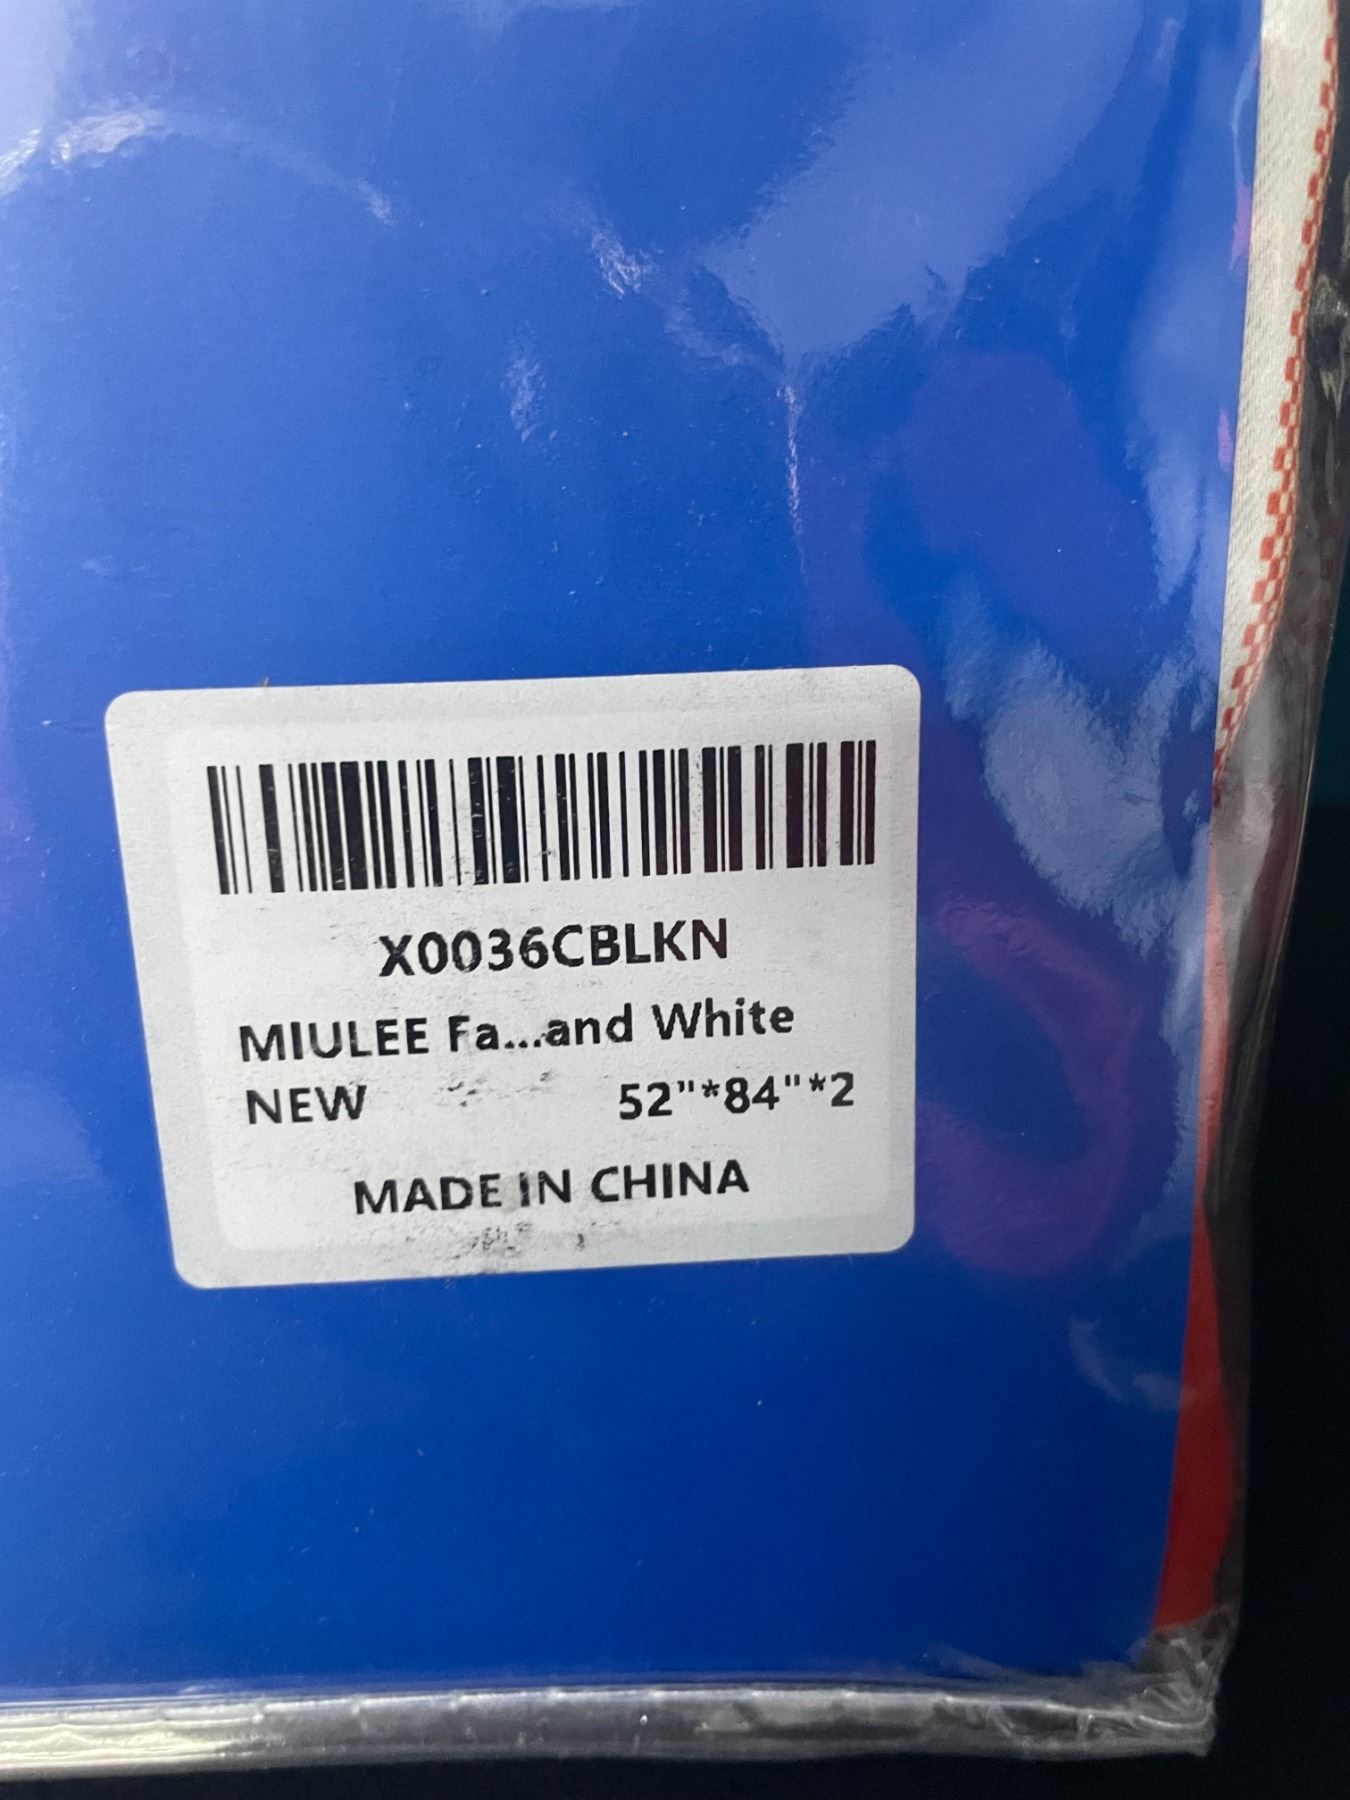 X0036CBLKN
MIULEE Fa...and White
NEW 52"*84"*2
MADE IN CHINA